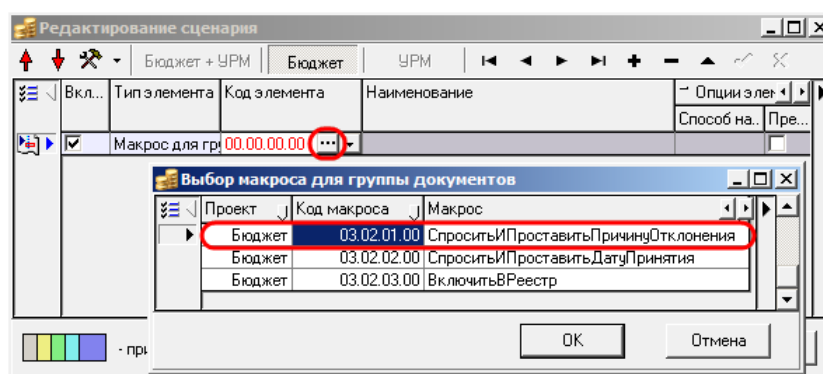 Редактирование сценария
Бюджет + УРМ Бюджет УРМ
Вкл... Тип элемента Код элемента Наименование Опции элем
Способ на.. Пре...
Макрос для гр 00.00.00.00 ...
Выбор макроса для группы документов
Проект Код макроса Макрос
Бюджет 03.02.01.00 СпроситьИПроставитьПричинуОтклонения
Бюджет 03.02.02.00 СпроситьИПроставитьДатуПринятия
Бюджет 03.02.03.00 ВключитьВРеестр
OK Отмена
- при